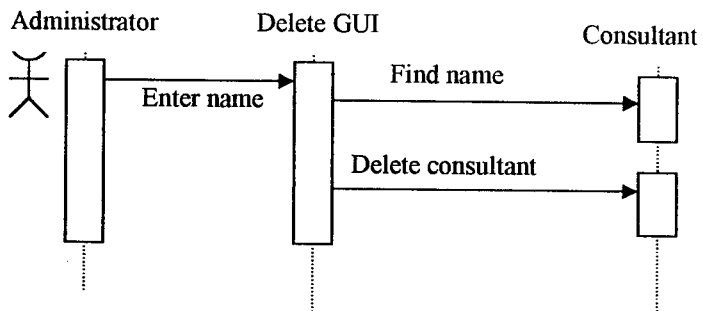 Administrator
Delete GUI
Consultant
Enter name
Find name
Delete consultant